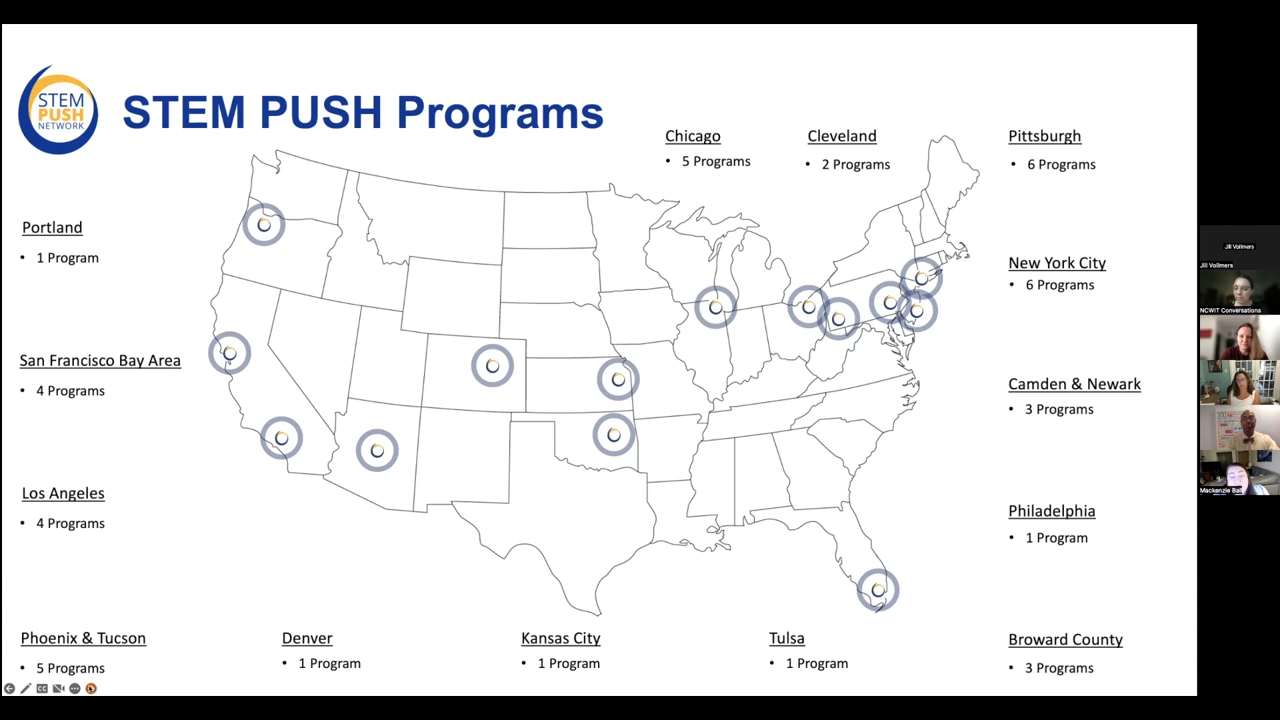 STEM
PUSH
NETWORK
STEM PUSH Programs
Chicago
• 5 Programs
Cleveland
• 2 Programs
Pittsburgh
• 6 Programs
Portland
• 1 Program
New York City
• 6 Programs
San Francisco Bay Area
• 4 Programs
Camden & Newark
• 3 Programs
Los Angeles
• 4 Programs
Philadelphia
• 1 Program
Phoenix & Tucson
• 5 Programs
Denver
• 1 Program
Kansas City
• 1 Program
Tulsa
• 1 Program
Broward County
• 3 Programs
Jill Vollmers
Jill Vollmers
NCWIT Conversations
Mackenzie Ball
CC